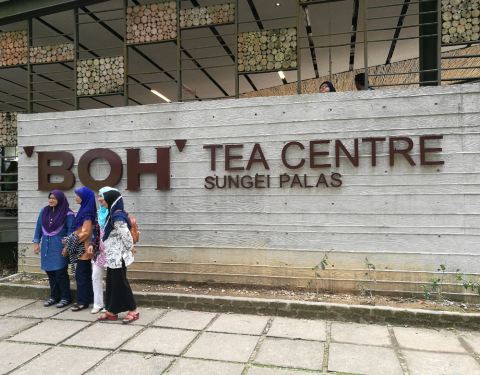 'BOH' TEA CENTRE
SUNGEI PALAS